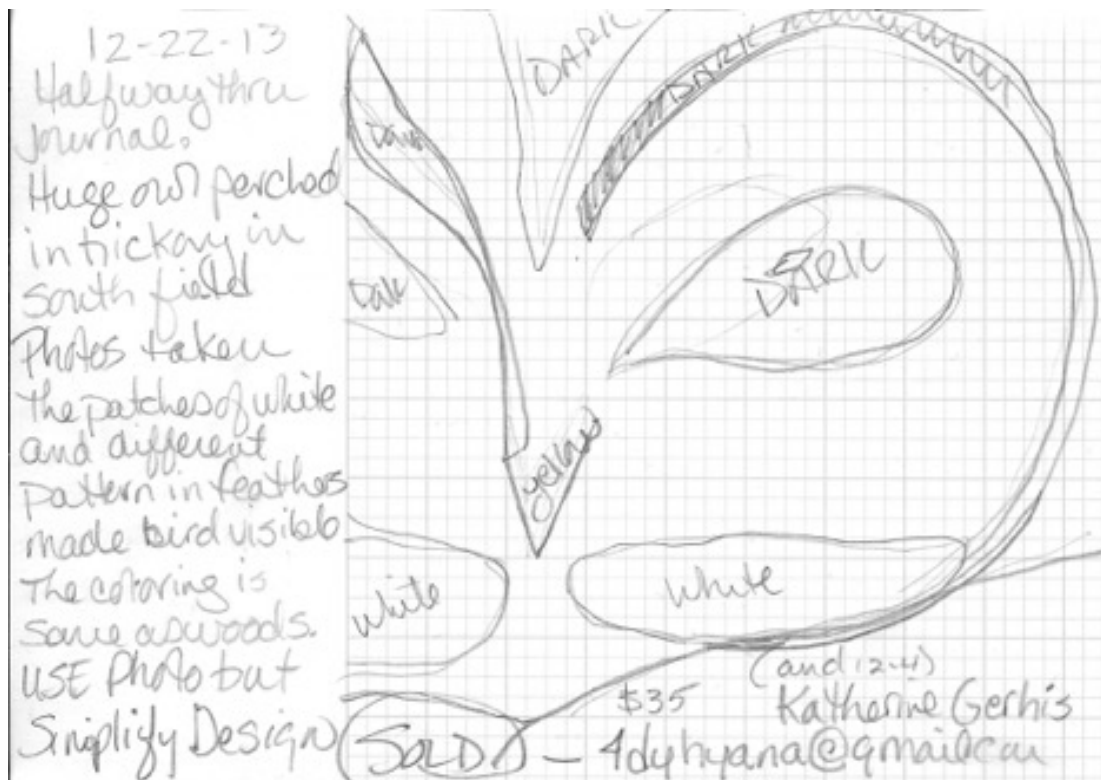 12-22-13
Halfway thru
journal.
Huge owl perched
in hickory in
south field
Photos taken
The patches of white
and different
pattern in feathers
made bird visible
The coloring is
same as woods.
USE Photo but
Simplify Design
DARK
DARK
Dark
Dark
DARK
yellow
white
white
(and 12-4)
$35
Katherine
SOLD -